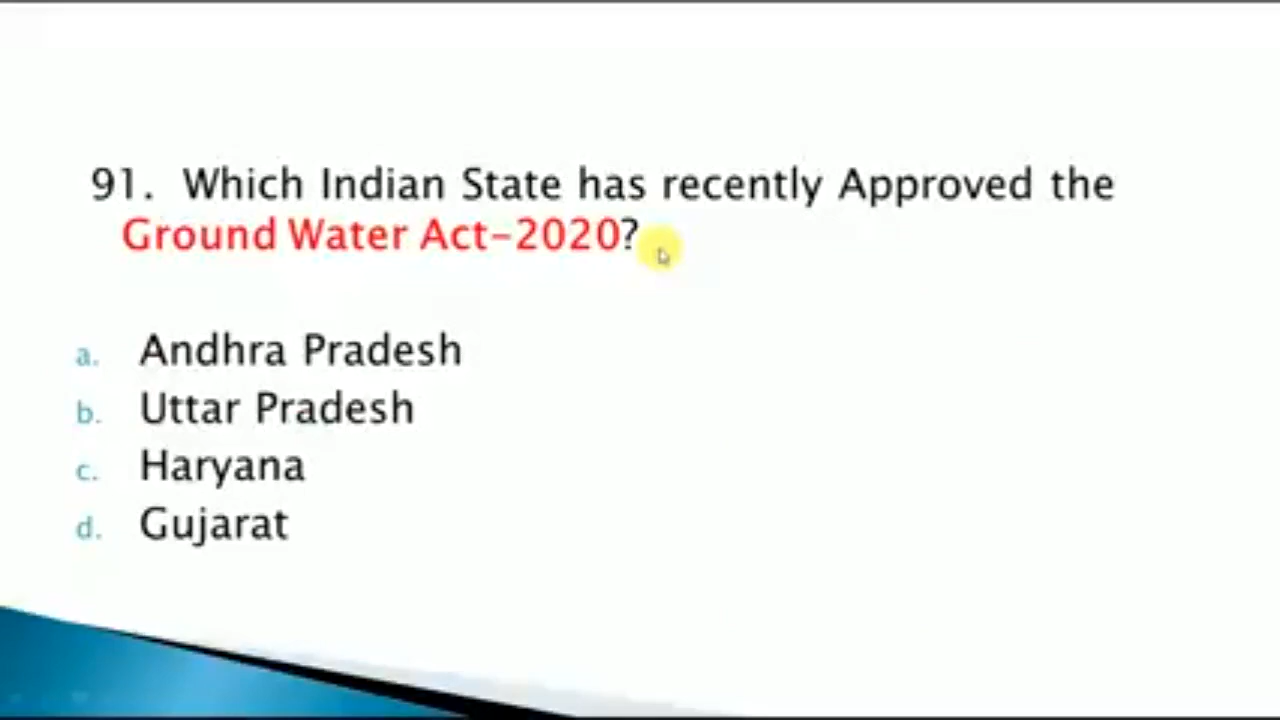 91. Which Indian State has recently Approved the
Ground Water Act-2020?
a. Andhra Pradesh
b. Uttar Pradesh
c. Haryana
d. Gujarat